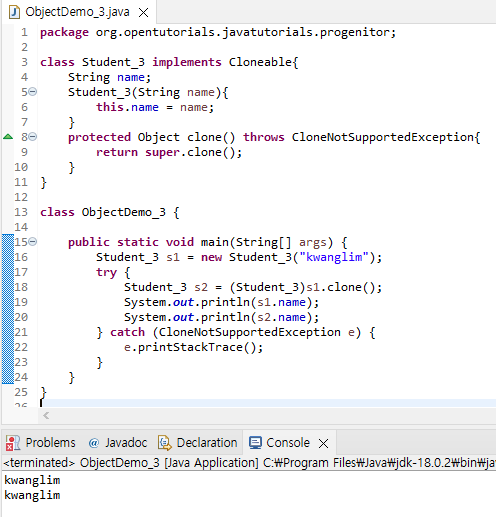 ObjectDemo_3.java
1 package org.opentutorials.javatutorials.progenitor;
2
3 class Student_3 implements Cloneable{
4     String name;
5     Student_3(String name){
6         this.name = name;
7     }
8     protected Object clone() throws CloneNotSupportedException{
9         return super.clone();
10     }
11 }
12
13 class ObjectDemo_3 {
14
15     public static void main(String[] args) {
16         Student_3 s1 = new Student_3("kwanglim");
17         try {
18             Student_3 s2 = (Student_3)s1.clone();
19             System.out.println(s1.name);
20             System.out.println(s2.name);
21         } catch (CloneNotSupportedException e) {
22             e.printStackTrace();
23         }
24     }
25 }
26
Problems @ Javadoc Declaration Console
<terminated> ObjectDemo_3 [Java Application] C:₩Program Files₩Java₩jdk-18.0.2₩bin₩ja
kwanglim
kwanglim